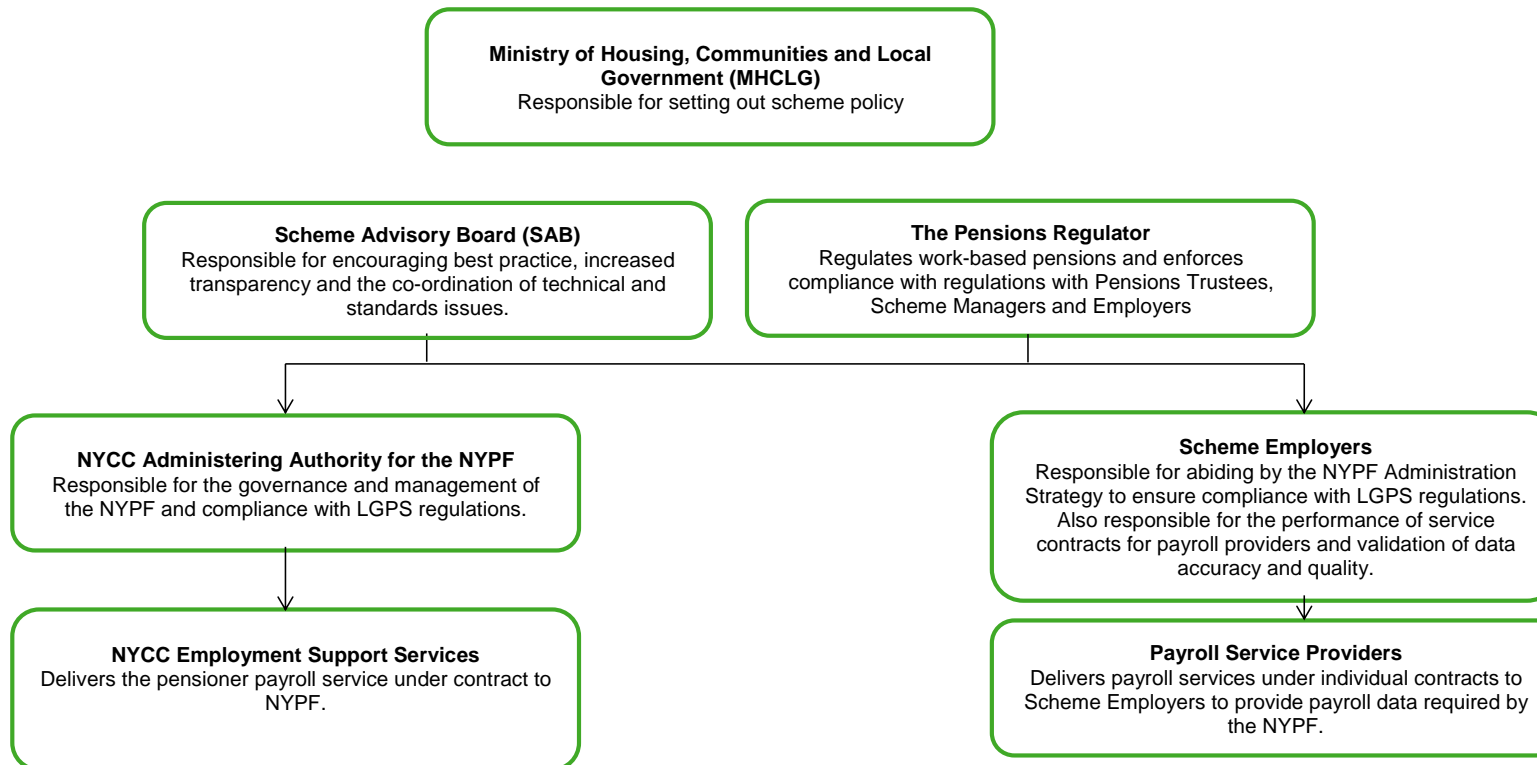 Ministry of Housing, Communities and Local
Government (MHCLG)
Responsible for setting out scheme policy
Scheme Advisory Board (SAB)
Responsible for encouraging best practice, increased
transparency and the co-ordination of technical and
standards issues.
The Pensions Regulator
Regulates work-based pensions and enforces
compliance with regulations with Pensions Trustees,
Scheme Managers and Employers
NYCC Administering Authority for the NYPF
Responsible for the governance and management of
the NYPF and compliance with LGPS regulations.
Scheme Employers
Responsible for abiding by the NYPF Administration
Strategy to ensure compliance with LGPS regulations.
Also responsible for the performance of service
contracts for payroll providers and validation of data
accuracy and quality.
NYCC Employment Support Services
Delivers the pensioner payroll service under contract to
NYPF.
Payroll Service Providers
Delivers payroll services under individual contracts to
Scheme Employers to provide payroll data required by
the NYPF.